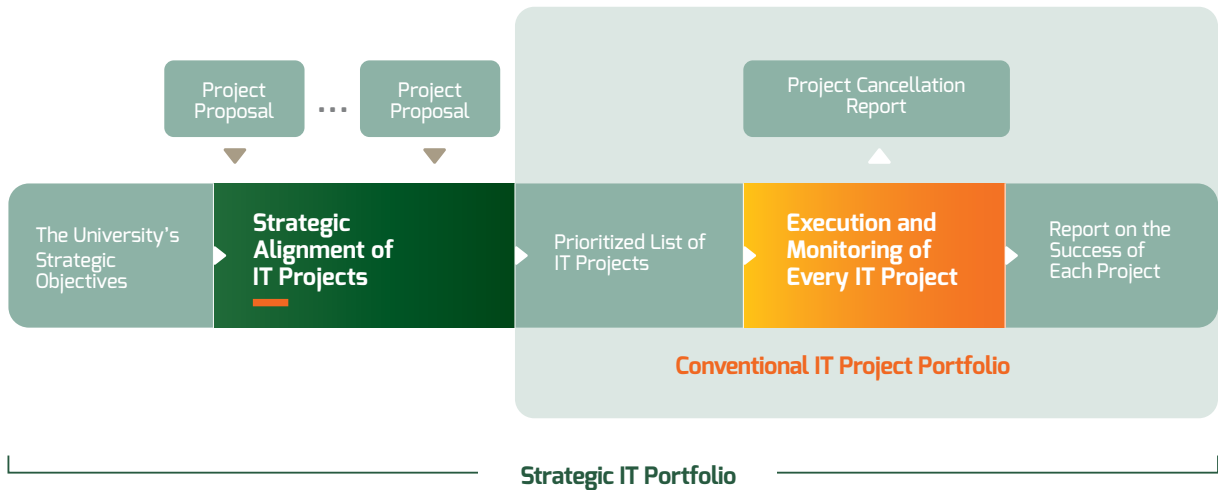 Project
Proposal
...
Project
Proposal
Project Cancellation
Report
The University's
Strategic
Objectives
Strategic
Alignment of
IT Projects
Prioritized List of
IT Projects
Execution and
Monitoring of
Every IT Project
Report on the
Success of
Each Project
Conventional IT Project Portfolio
Strategic IT Portfolio